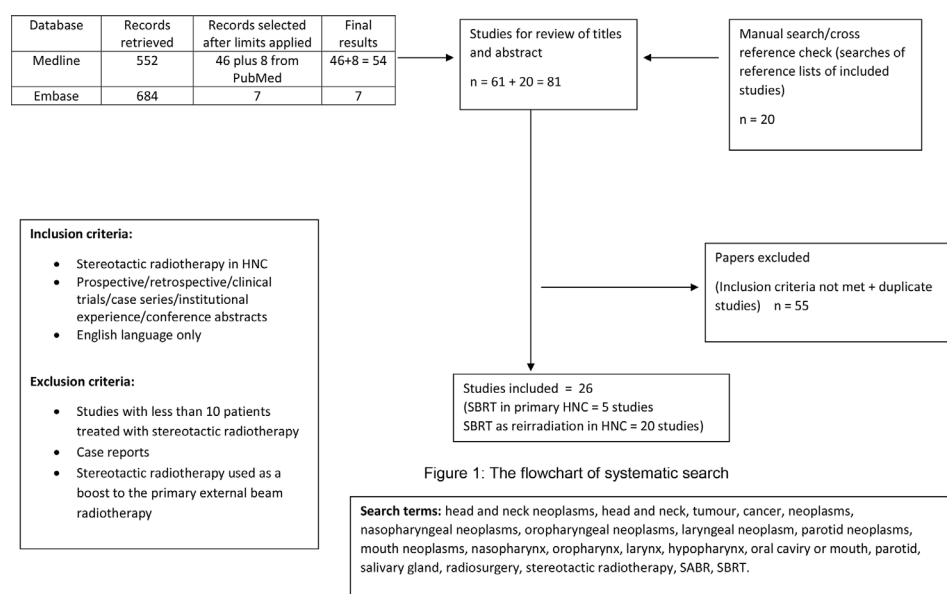 Database Records retrieved Records selected after limits applied Final results
Medline 552 46 plus 8 from PubMed 46+8 = 54
Embase 684 7 7
Studies for review of titles
and abstract
n = 61 + 20 = 81
Manual search/cross
reference check (searches of
reference lists of included
studies)
n = 20
Inclusion criteria:
• Stereotactic radiotherapy in HNC
• Prospective/retrospective/clinical
trials/case series/institutional
experience/conference abstracts
• English language only
Exclusion criteria:
• Studies with less than 10 patients
treated with stereotactic radiotherapy
• Case reports
• Stereotactic radiotherapy used as a
boost to the primary external beam
radiotherapy
Papers excluded
(Inclusion criteria not met + duplicate
studies) n = 55
Studies included = 26
(SBRT in primary HNC = 5 studies
SBRT as reirradiation in HNC = 20 studies)
Figure 1: The flowchart of systematic search
Search terms: head and neck neoplasms, head and neck, tumour, cancer, neoplasms,
nasopharyngeal neoplasms, oropharyngeal neoplasms, laryngeal neoplasm, parotid neoplasms,
mouth neoplasms, nasopharynx, oropharynx, larynx, hypopharynx, oral caviry or mouth, parotid,
salivary gland, radiosurgery, stereotactic radiotherapy, SABR, SBRT.